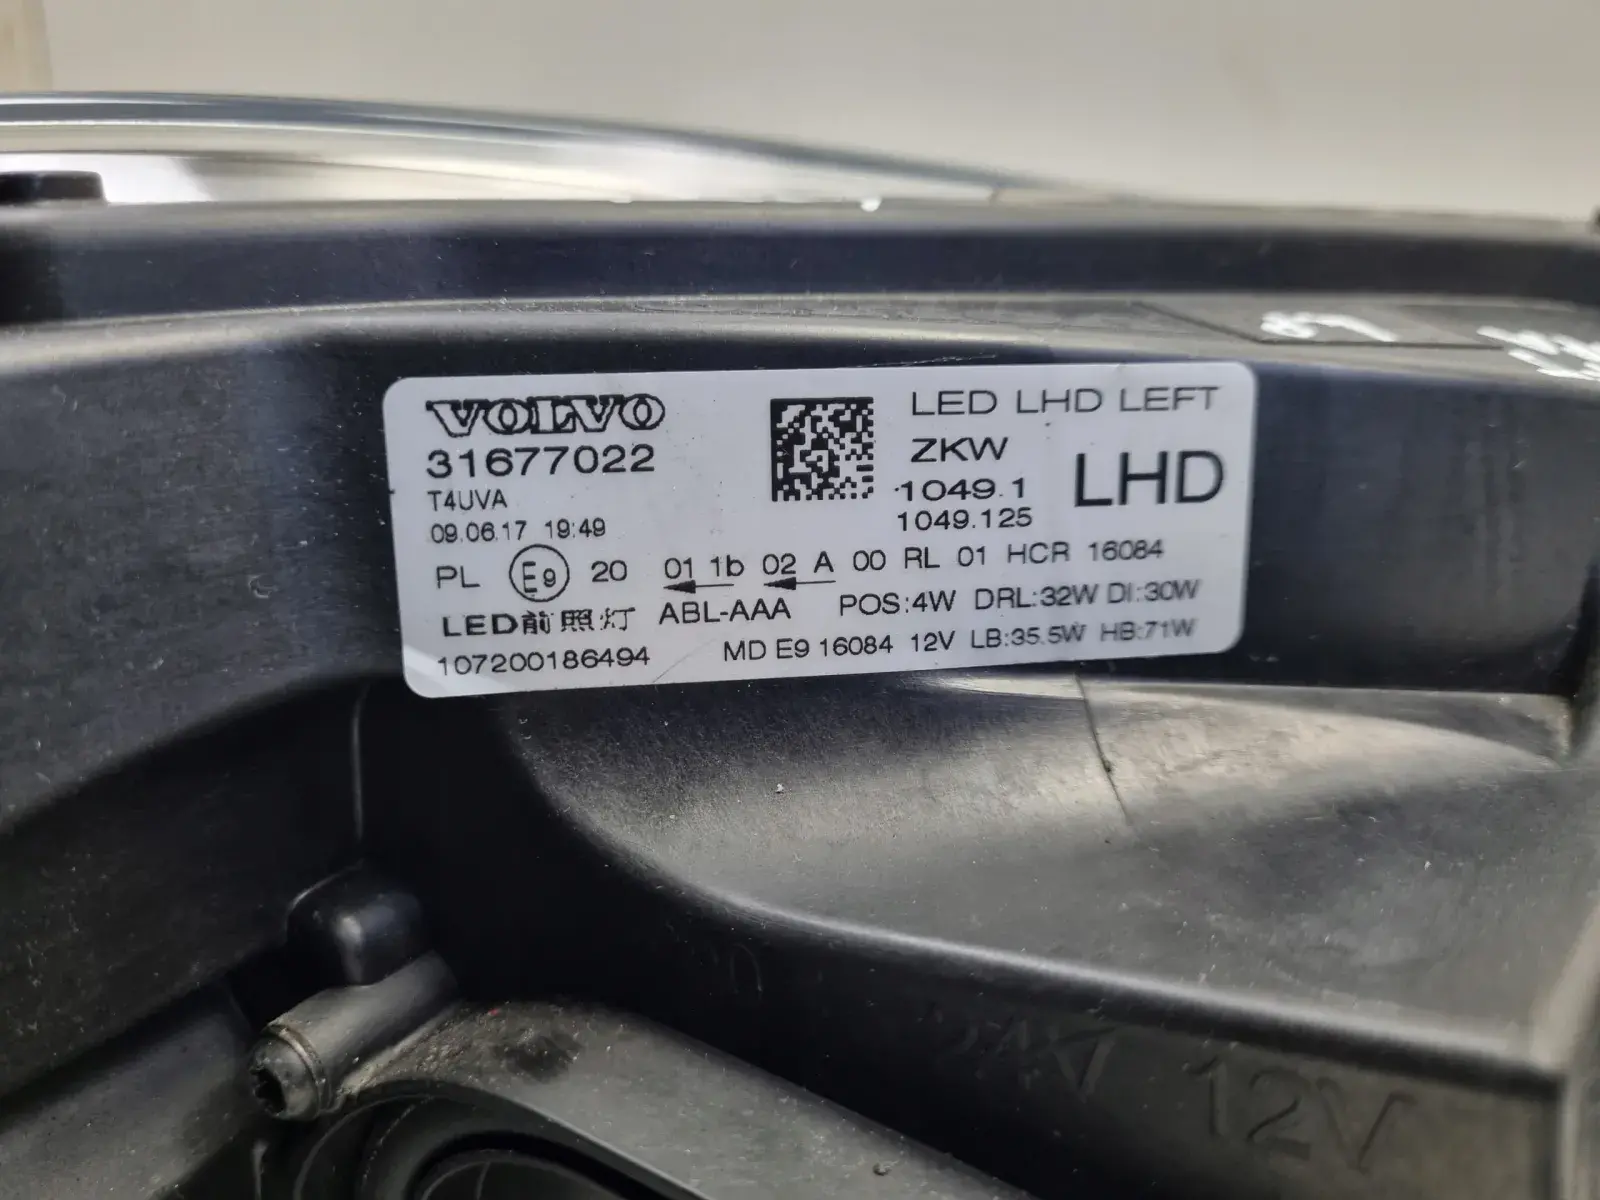 VOLVO
31677022
T4UVA
09.06.17 19:49
LED LHD LEFT
ZKW
1049.1
1049.125
LHD
PL E9 20 01 1b 02 A 00 RL 01 HCR 16084
LED前照灯 ABL-AAA POS:4W DRL:32W DI:30W
107200186494 MD E9 16084 12V LB:35.5W HB:71W
12V